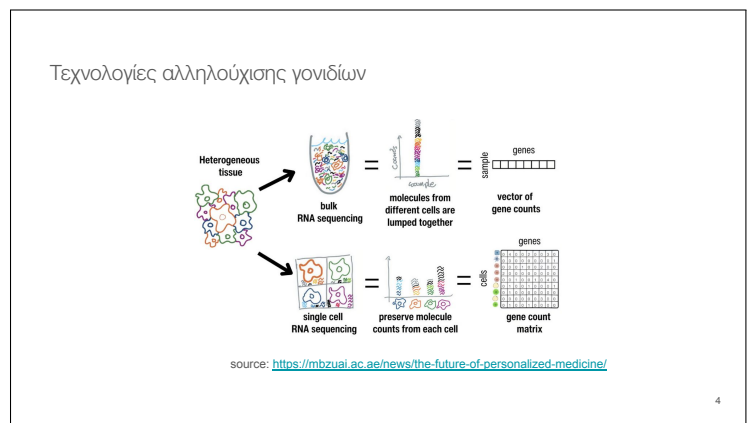 Τεχνολογίες αλληλούχισης γονιδίων
Heterogeneous
tissue
bulk
RNA sequencing
=
counts
sample
molecules from
different cells are
lumped together
=
sample
genes
vector of
gene counts
single cell
RNA sequencing
=
preserve molecule
counts from each cell
=
cells
genes
gene count
matrix
source: https://mbzuai.ac.ae/news/the-future-of-personalized-medicine/
4